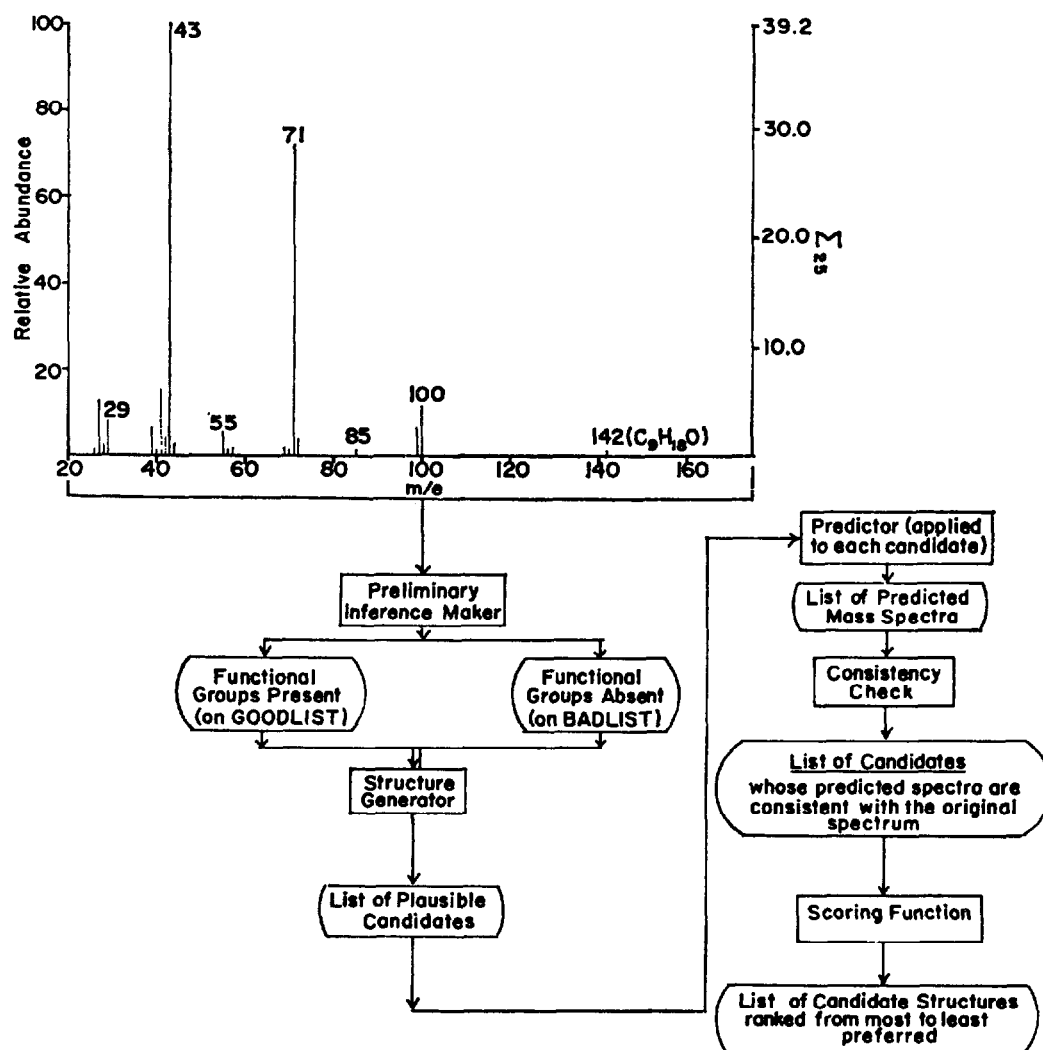 100
43
39.2
80
71
30.0
Relative Abundance
60
20.0
Σ
25
40
10.0
20
29
55
85
100
142(C₉H₁₈O)
20 40 60 80 100 120 140 160
m/e
Preliminary
Inference Maker
Functional
Groups Present
(on GOODLIST)
Functional
Groups Absent
(on BADLIST)
Structure
Generator
List of Plausible
Candidates
Predictor (applied
to each candidate)
List of Predicted
Mass Spectra
Consistency
Check
List of Candidates
whose predicted spectra are
consistent with the original
spectrum
Scoring Function
List of Candidate Structures
ranked from most to least
preferred